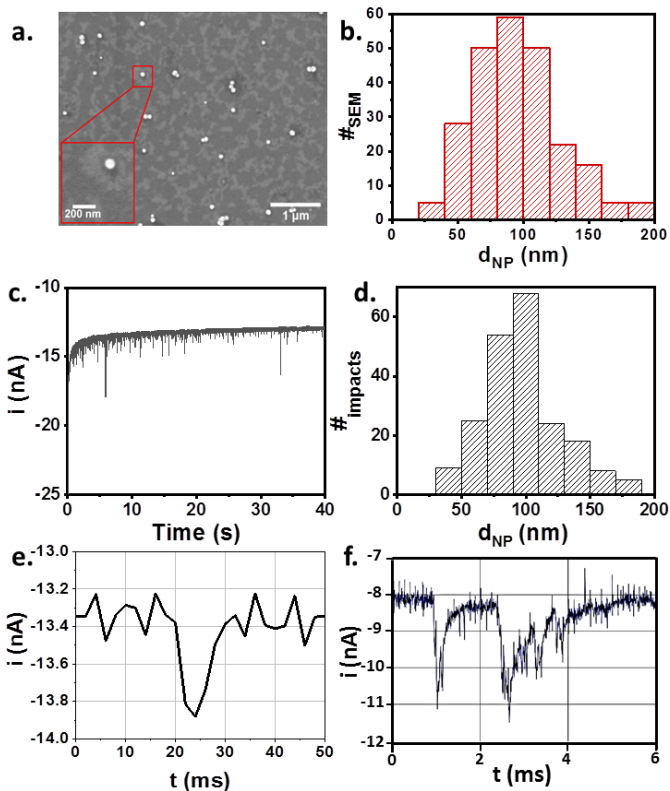 a.
200 nm
1 µm
b.
#SEM
60
50
40
30
20
10
0
0 50 100 150 200
dNP (nm)
c.
i (nA)
-10
-15
-20
-25
0 10 20 30 40
Time (s)
d.
#impacts
60
40
20
0
0 50 100 150 200
dNP (nm)
e.
i (nA)
-13.0
-13.2
-13.4
-13.6
-13.8
-14.0
0 10 20 30 40 50
t (ms)
f.
i (nA)
-7
-8
-9
-10
-11
-12
0 2 4 6
t (ms)